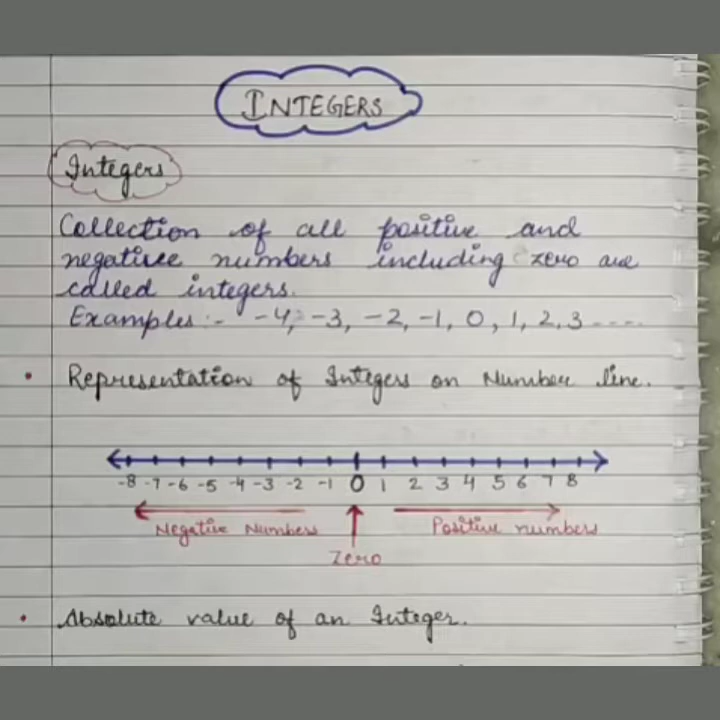 INTEGERS
Integers
Collection of all positive and
negative numbers including zero are
called integers.
Examples :- -4, -3, -2, -1, 0, 1, 2, 3 .....
• Representation of Integers on Number line.
-8 -7 -6 -5 -4 -3 -2 -1 0 1 2 3 4 5 6 7 8
Negative Numbers Positive numbers
Zero
• Absolute value of an Integer.